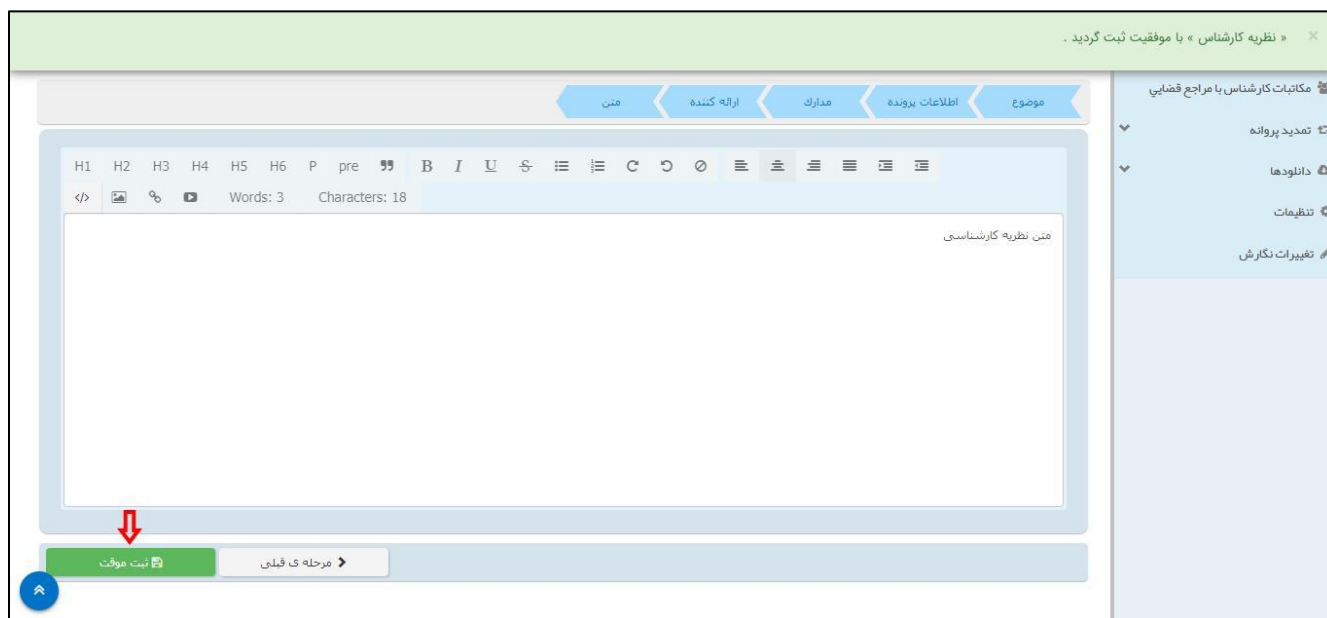 « نظریه کارشناس » با موفقیت ثبت گردید .
مکاتبات کارشناس با مراجع قضايي
تمدید پروانه
دانلودها
تنظیمات
تغییرات نگارش
موضوع اطلاعات پرونده مدارك ارائه کننده متن
H1 H2 H3 H4 H5 H6 P pre B I U S
Words: 3 Characters: 18
متن نظریه کارشناسی
مرحله ی قبلی
ثبت موقت